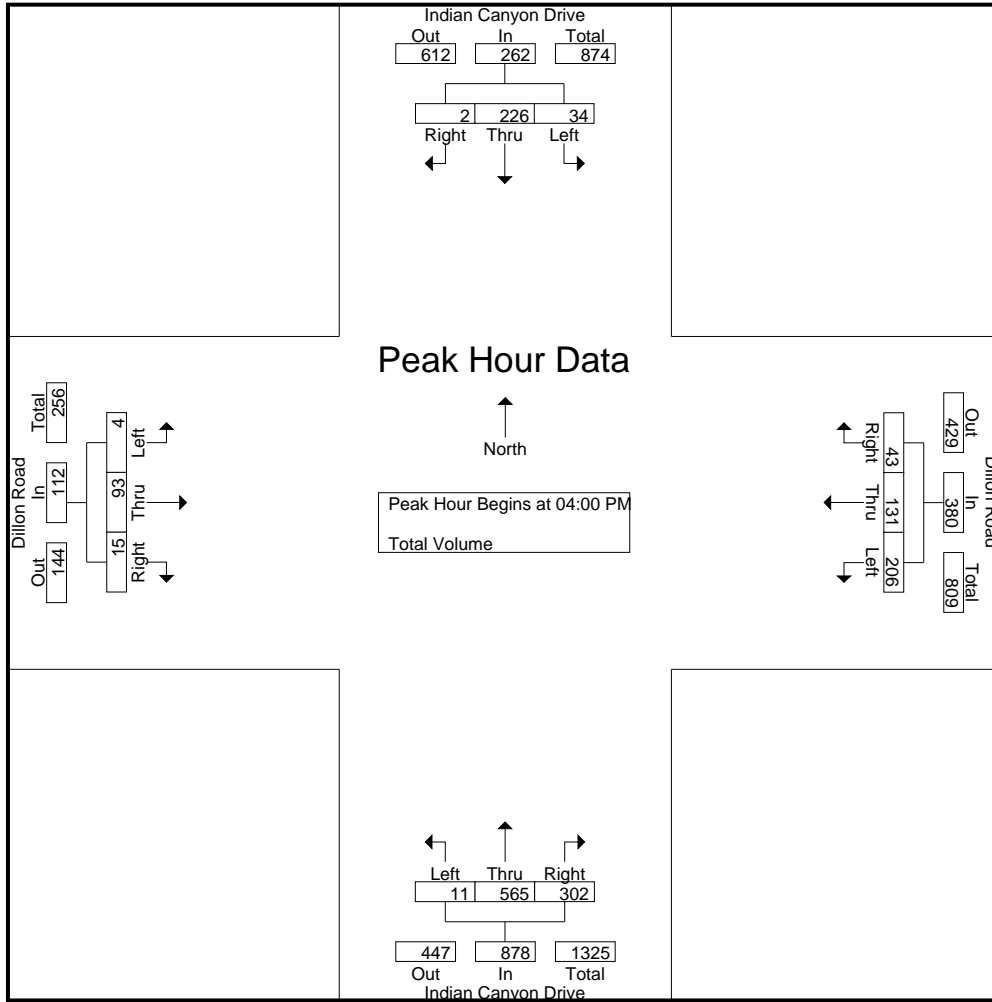 Indian Canyon Drive
Out In Total
612 262 874
2 226 34
Right Thru Left
Peak Hour Data
North
Peak Hour Begins at 04:00 PM
Total Volume
Dillon Road
Out In Total
144 112 256
4 93 15
Left Thru Right
Dillon Road
Out In Total
429 380 809
Right Thru Left
43 131 206
Left Thru Right
11 565 302
447 878 1325
Out In Total
Indian Canyon Drive